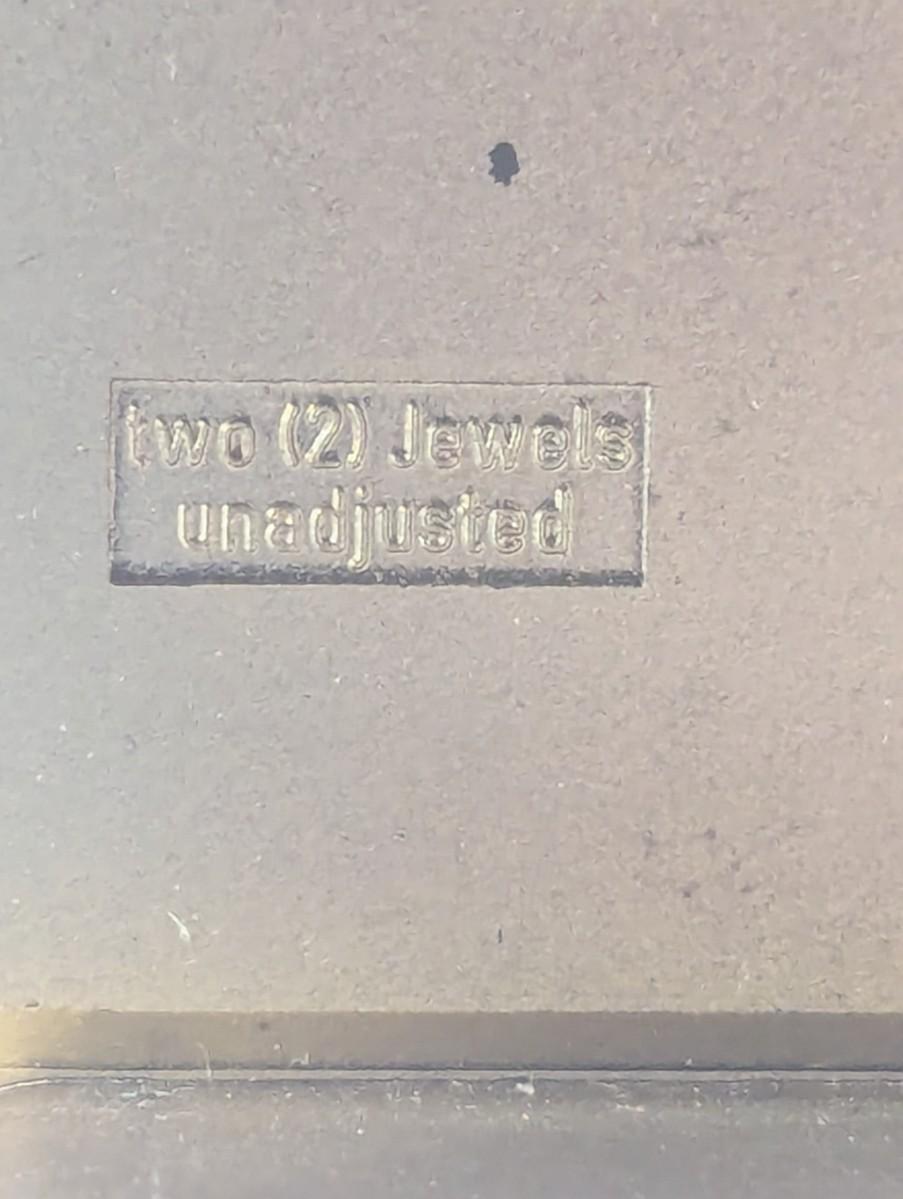 two (2) Jewels
unadjusted